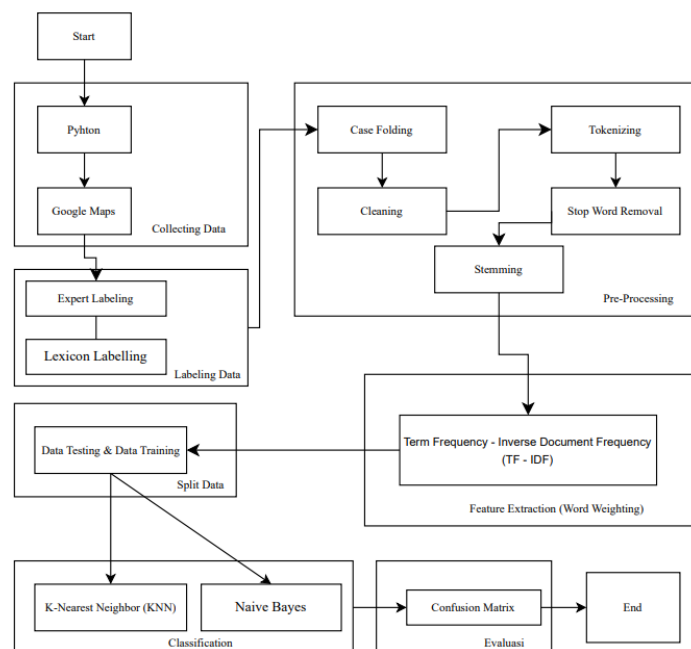 Start
Pyhton
Google Maps
Collecting Data
Expert Labeling
Lexicon Labelling
Labeling Data
Case Folding
Cleaning
Tokenizing
Stop Word Removal
Stemming
Pre-Processing
Term Frequency - Inverse Document Frequency
(TF - IDF)
Feature Extraction (Word Weighting)
Data Testing & Data Training
Split Data
K-Nearest Neighbor (KNN)
Naive Bayes
Classification
Confusion Matrix
Evaluasi
End